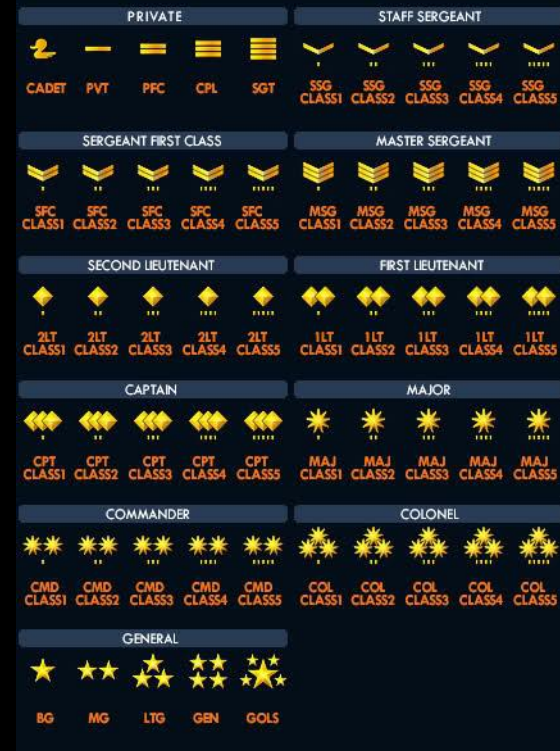 PRIVATE
CADET PVT PFC CPL SGT
STAFF SERGEANT
SSG SSG SSG SSG SSG
CLASS1 CLASS2 CLASS3 CLASS4 CLASS5
SERGEANT FIRST CLASS
SFC SFC SFC SFC SFC
CLASS1 CLASS2 CLASS3 CLASS4 CLASS5
MASTER SERGEANT
MSG MSG MSG MSG MSG
CLASS1 CLASS2 CLASS3 CLASS4 CLASS5
SECOND LIEUTENANT
2LT 2LT 2LT 2LT 2LT
CLASS1 CLASS2 CLASS3 CLASS4 CLASS5
FIRST LIEUTENANT
1LT 1LT 1LT 1LT 1LT
CLASS1 CLASS2 CLASS3 CLASS4 CLASS5
CAPTAIN
CPT CPT CPT CPT CPT
CLASS1 CLASS2 CLASS3 CLASS4 CLASS5
MAJOR
MAJ MAJ MAJ MAJ MAJ
CLASS1 CLASS2 CLASS3 CLASS4 CLASS5
COMMANDER
CMD CMD CMD CMD CMD
CLASS1 CLASS2 CLASS3 CLASS4 CLASS5
COLONEL
COL COL COL COL COL
CLASS1 CLASS2 CLASS3 CLASS4 CLASS5
GENERAL
BG MG LTG GEN GOLS